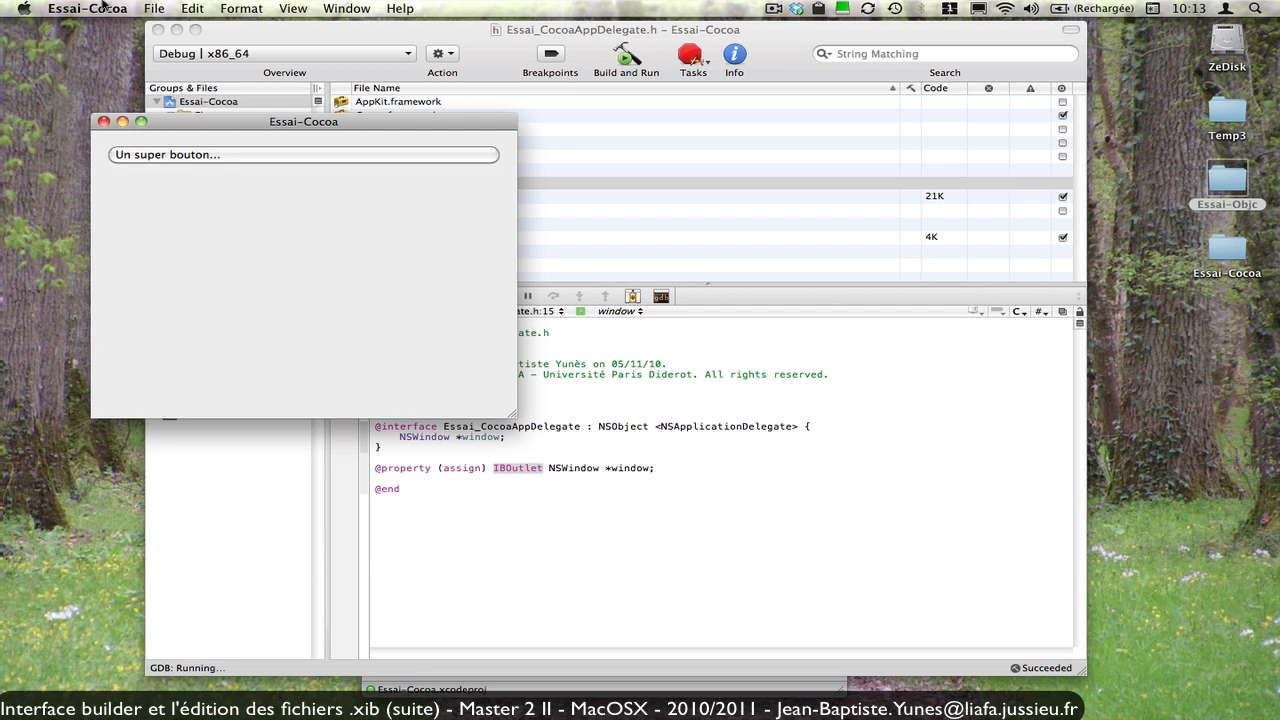 Essai-Cocoa File Edit Format View Window Help (Rechargée) 10:13
Essai_CocoaAppDelegate.h - Essai-Cocoa
Debug | x86_64
String Matching
Overview Action Breakpoints Build and Run Tasks Info Search
Groups & Files File Name Code
Essai-Cocoa AppKit.framework
Essai-Cocoa
Un super bouton...
21K
4K
ate.h:15 window
ate.h
tiste Yunès on 05/11/10.
A - Université Paris Diderot. All rights reserved.
@interface Essai_CocoaAppDelegate : NSObject <NSApplicationDelegate> {
NSWindow *window;
}
@property (assign) IBOutlet NSWindow *window;
@end
GDB: Running... Succeeded
Essai-Cocoa.xcodeproj
ZeDisk
Temp3
Essai-Objc
Essai-Cocoa
Interface builder et l'édition des fichiers .xib (suite) - Master 2 II - MacOSX - 2010/2011 - Jean-Baptiste.Yunes@liafa.jussieu.fr